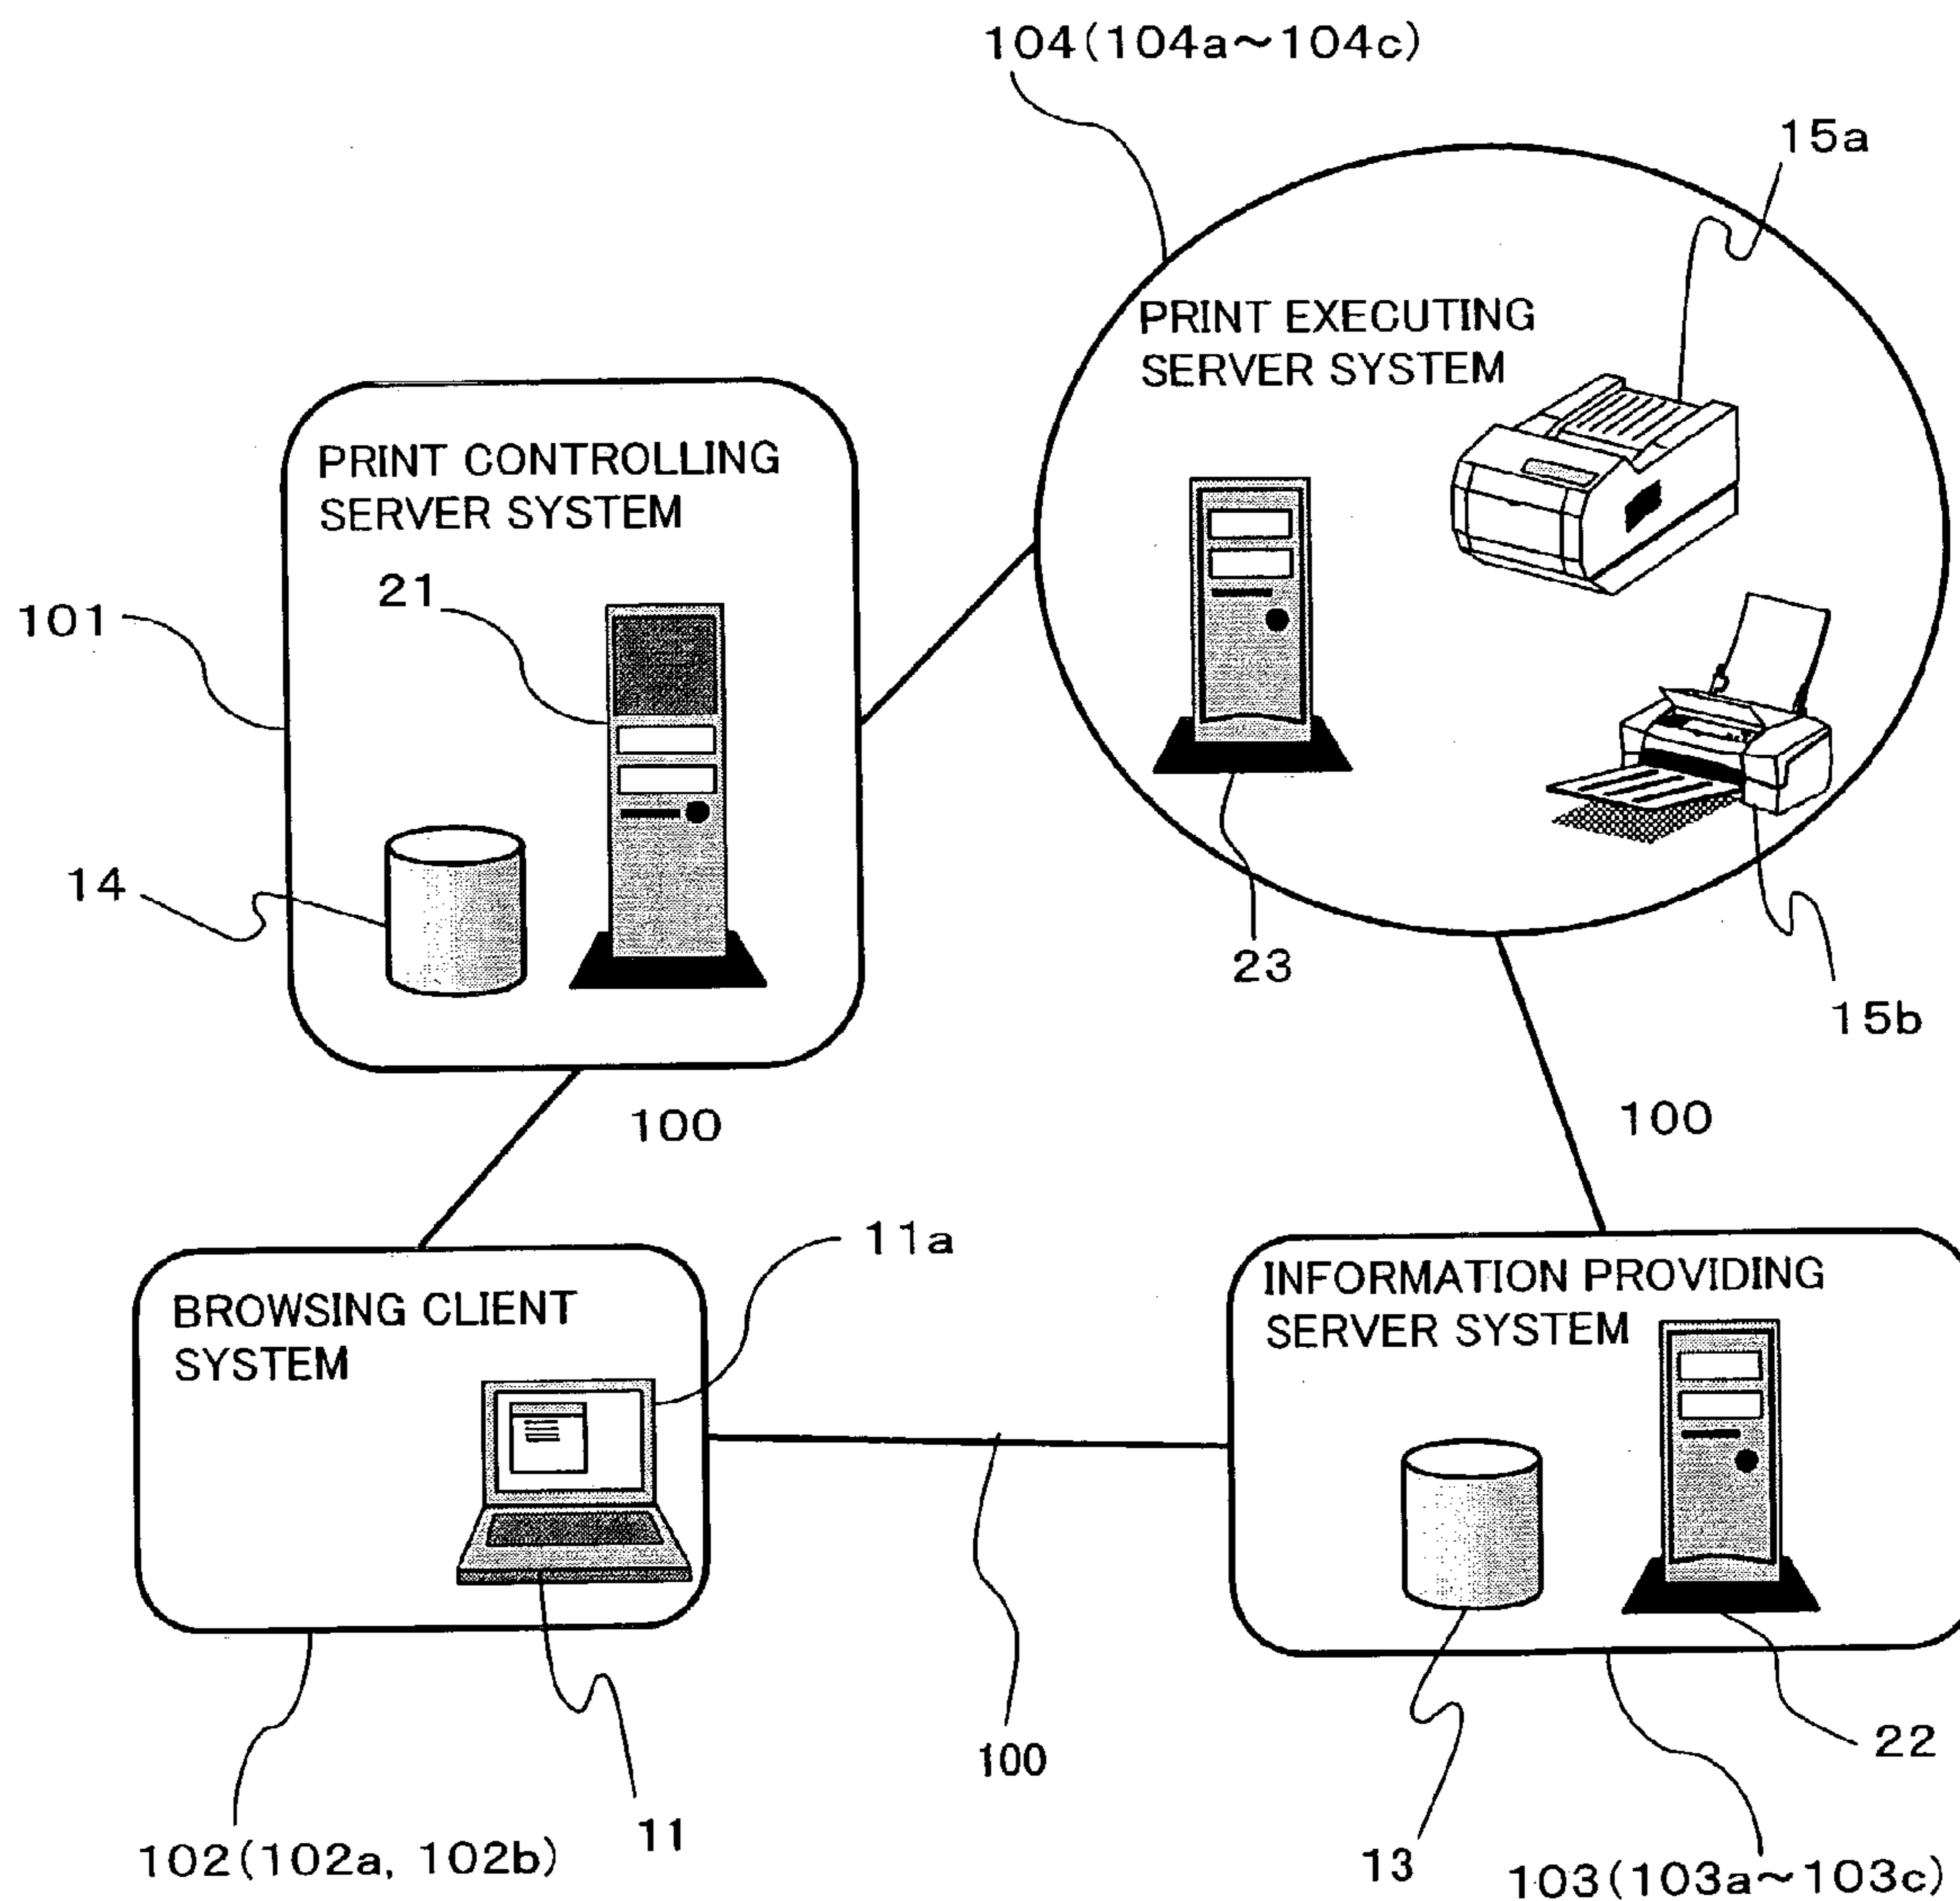 104(104a~104c)
15a
PRINT EXECUTING
SERVER SYSTEM
PRINT CONTROLLING
SERVER SYSTEM
21
101
14
23
15b
100
100
11a
BROWSING CLIENT
SYSTEM
INFORMATION PROVIDING
SERVER SYSTEM
100
22
11
13
102(102a, 102b)
103(103a~103c)